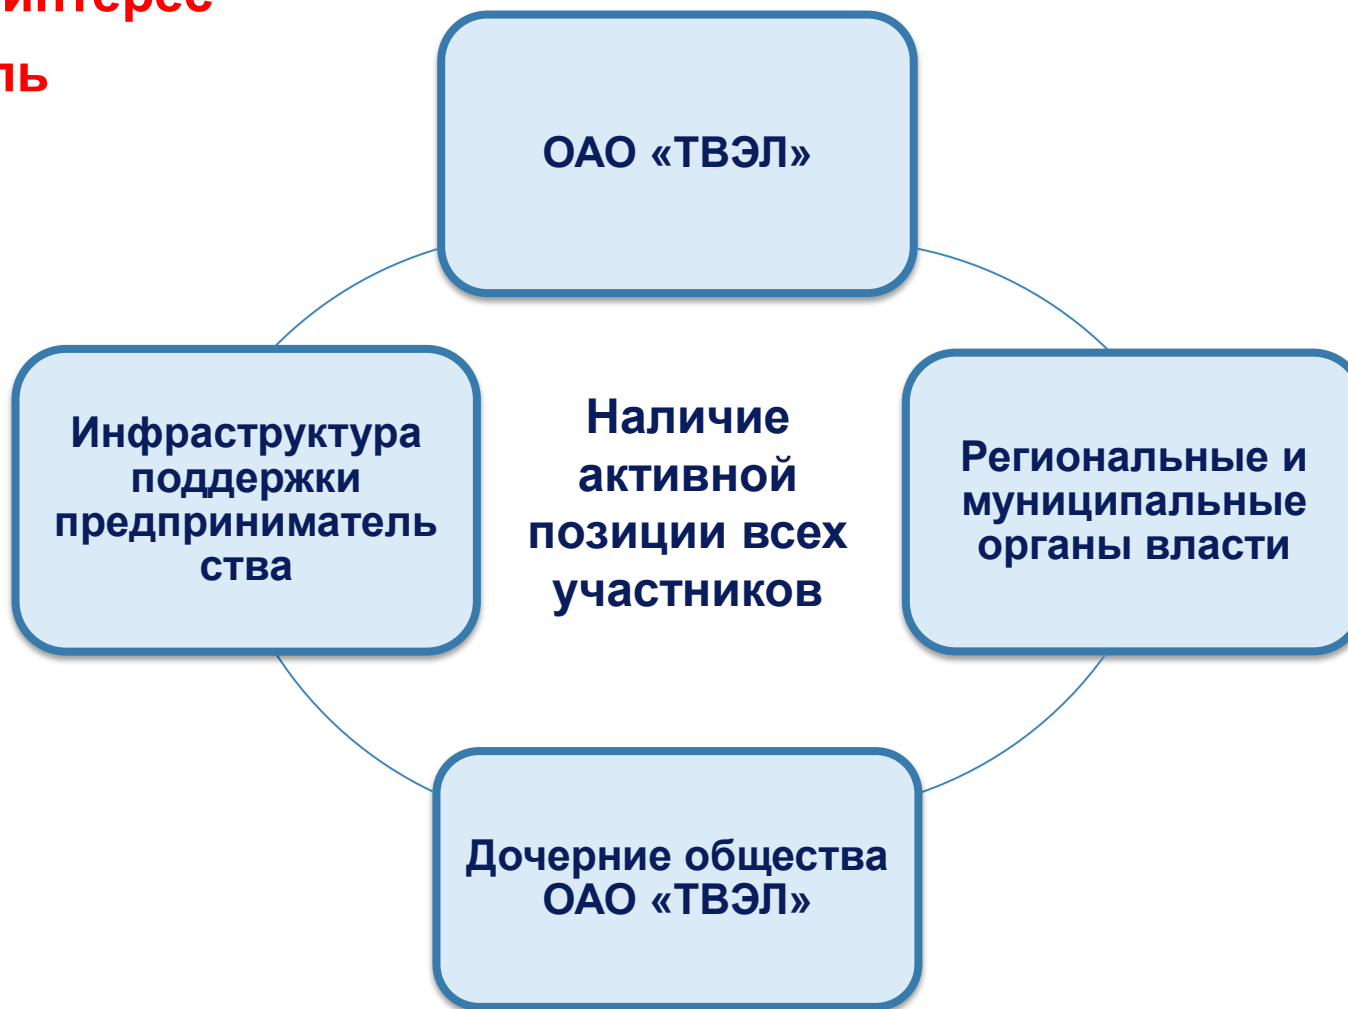 интерес
ОАО «ТВЭЛ»
Инфраструктура
поддержки
предприниматель
ства
Наличие
активной
позиции всех
участников
Региональные и
муниципальные
органы власти
Дочерние общества
ОАО «ТВЭЛ»